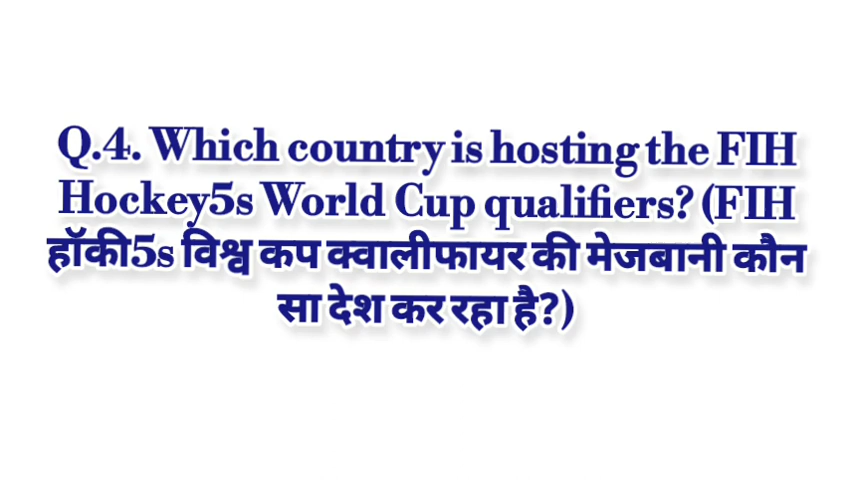 Q.4. Which country is hosting the FIH
Hockey5s World Cup qualifiers? (FIH
हॉकी5s विश्व कप क्वालीफायर की मेजबानी कौन
सा देश कर रहा है?)